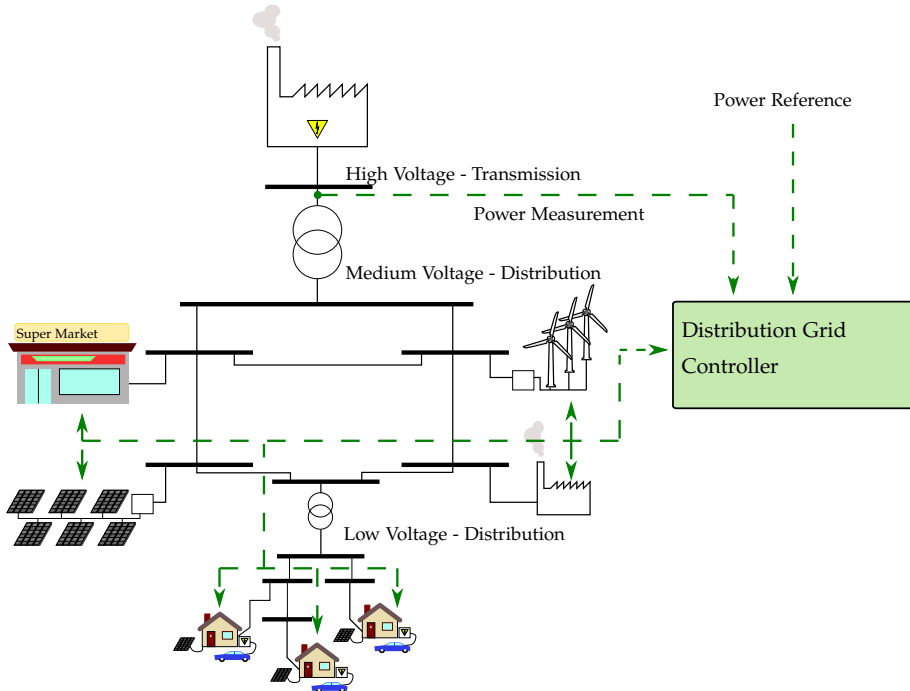 Power Reference
High Voltage - Transmission
Power Measurement
Medium Voltage - Distribution
Super Market
Distribution Grid
Controller
Low Voltage - Distribution